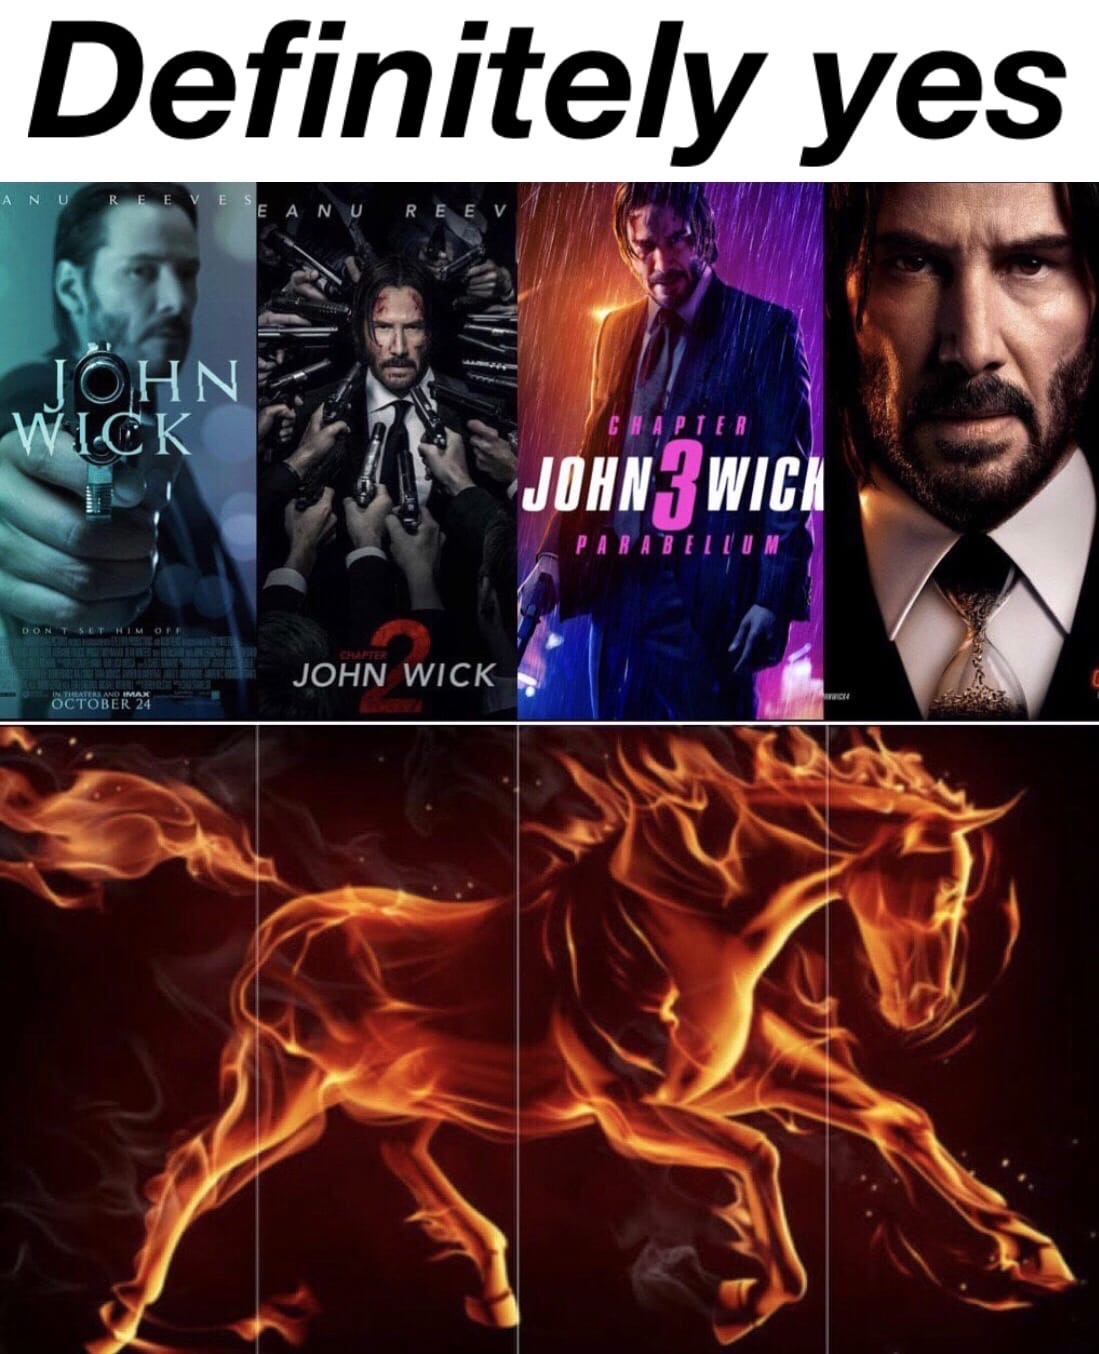 Definitely yes
ANU REEVES
JOHN
WICK
DON'T SET HIM OFF
IN THEATERS AND IMAX
OCTOBER 24
EANU REEV
CHAPTER
2
JOHN WICK
CHAPTER
JOHN 3 WICK
PARABELLUM